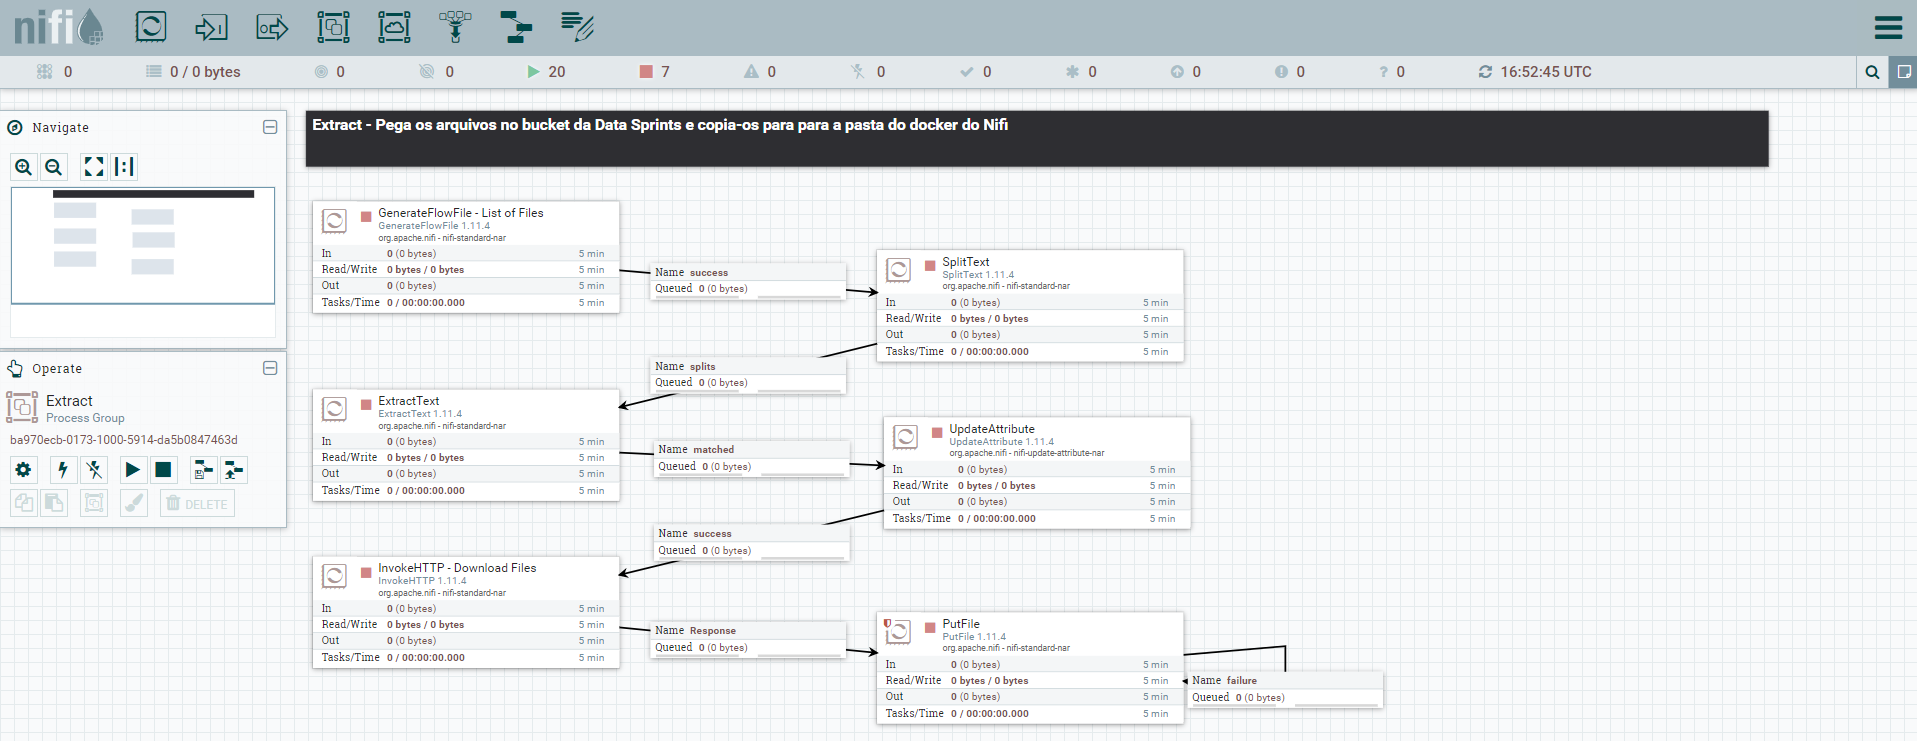 nifi
0
0 / 0 bytes
0
0
20
7
0
0
0
0
0
0
0
16:52:45 UTC
Navigate
Operate
Extract
Process Group
ba970ecb-0173-1000-5914-da5b0847463d
DELETE
Extract - Pega os arquivos no bucket da Data Sprints e copia-os para para a pasta do docker do Nifi
GenerateFlowFile - List of Files
GenerateFlowFile 1.11.4
org.apache.nifi - nifi-standard-nar
In 0 (0 bytes) 5 min
Read/Write 0 bytes / 0 bytes 5 min
Out 0 (0 bytes) 5 min
Tasks/Time 0 / 00:00:00.000 5 min
Name success
Queued 0 (0 bytes)
SplitText
SplitText 1.11.4
org.apache.nifi - nifi-standard-nar
In 0 (0 bytes) 5 min
Read/Write 0 bytes / 0 bytes 5 min
Out 0 (0 bytes) 5 min
Tasks/Time 0 / 00:00:00.000 5 min
Name splits
Queued 0 (0 bytes)
ExtractText
ExtractText 1.11.4
org.apache.nifi - nifi-standard-nar
In 0 (0 bytes) 5 min
Read/Write 0 bytes / 0 bytes 5 min
Out 0 (0 bytes) 5 min
Tasks/Time 0 / 00:00:00.000 5 min
Name matched
Queued 0 (0 bytes)
UpdateAttribute
UpdateAttribute 1.11.4
org.apache.nifi - nifi-update-attribute-nar
In 0 (0 bytes) 5 min
Read/Write 0 bytes / 0 bytes 5 min
Out 0 (0 bytes) 5 min
Tasks/Time 0 / 00:00:00.000 5 min
Name success
Queued 0 (0 bytes)
InvokeHTTP - Download Files
InvokeHTTP 1.11.4
org.apache.nifi - nifi-standard-nar
In 0 (0 bytes) 5 min
Read/Write 0 bytes / 0 bytes 5 min
Out 0 (0 bytes) 5 min
Tasks/Time 0 / 00:00:00.000 5 min
Name Response
Queued 0 (0 bytes)
PutFile
PutFile 1.11.4
org.apache.nifi - nifi-standard-nar
In 0 (0 bytes) 5 min
Read/Write 0 bytes / 0 bytes 5 min
Out 0 (0 bytes) 5 min
Tasks/Time 0 / 00:00:00.000 5 min
Name failure
Queued 0 (0 bytes)